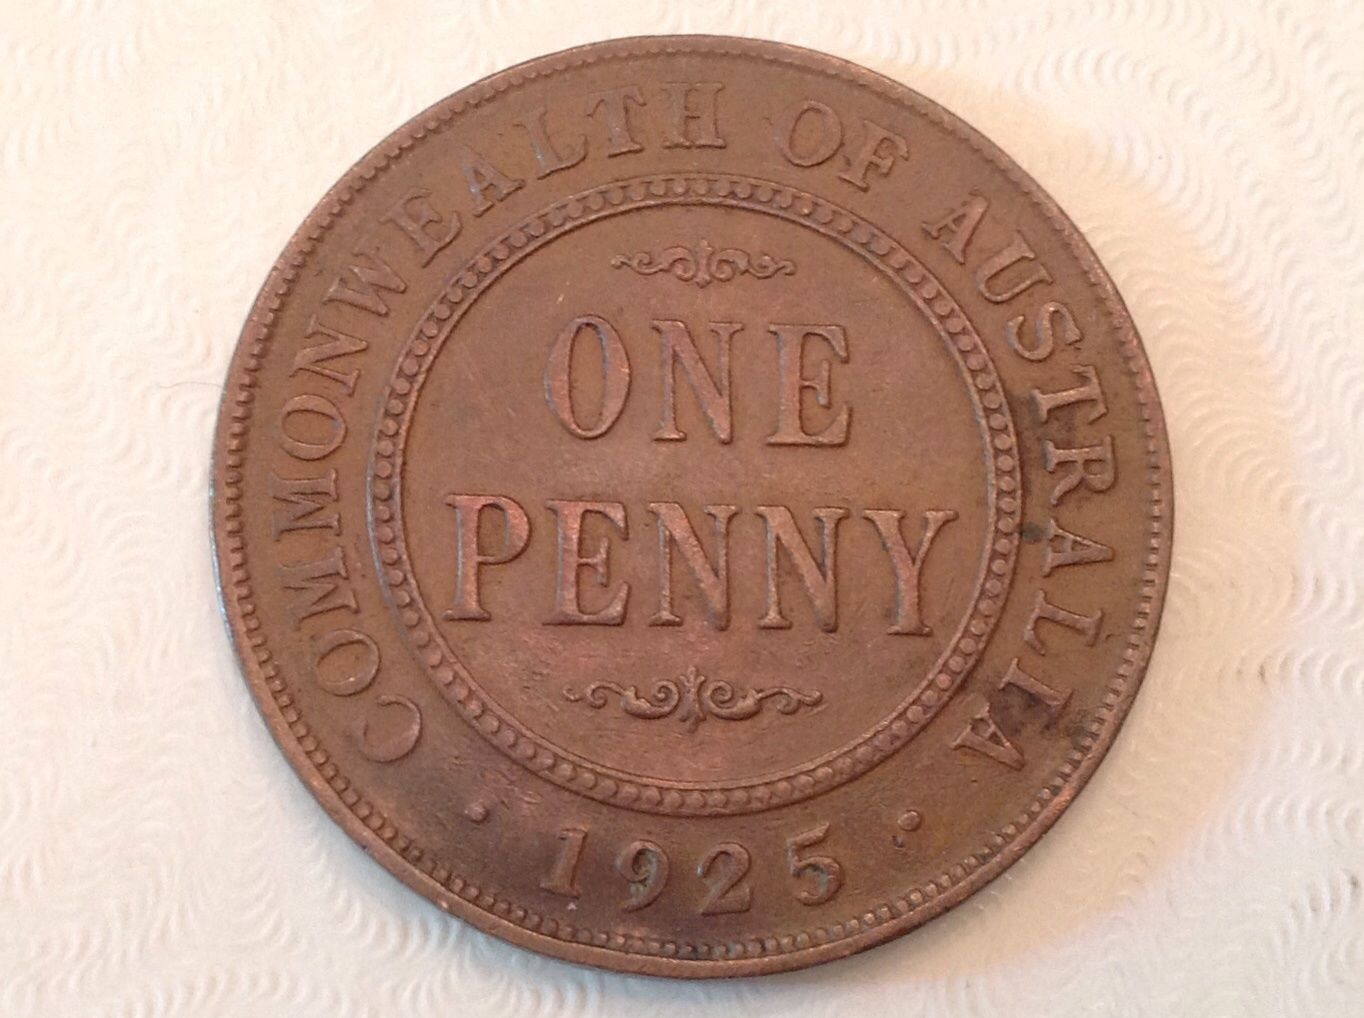 COMMONWEALTH OF AUSTRALIA
ONE
PENNY
· 1925 ·